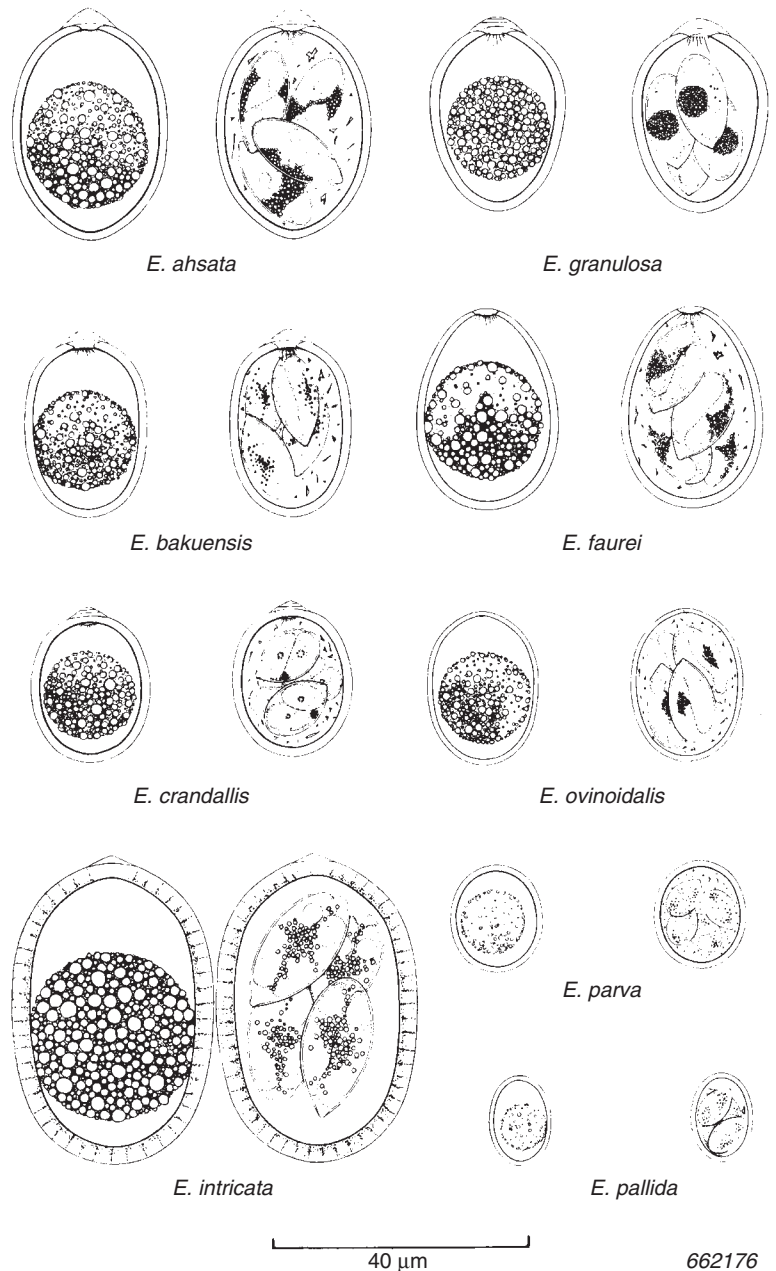 E. ahsata
E. granulosa
E. bakuensis
E. faurei
E. crandallis
E. ovinoidalis
E. intricata
E. parva
E. pallida
40 μm
662176